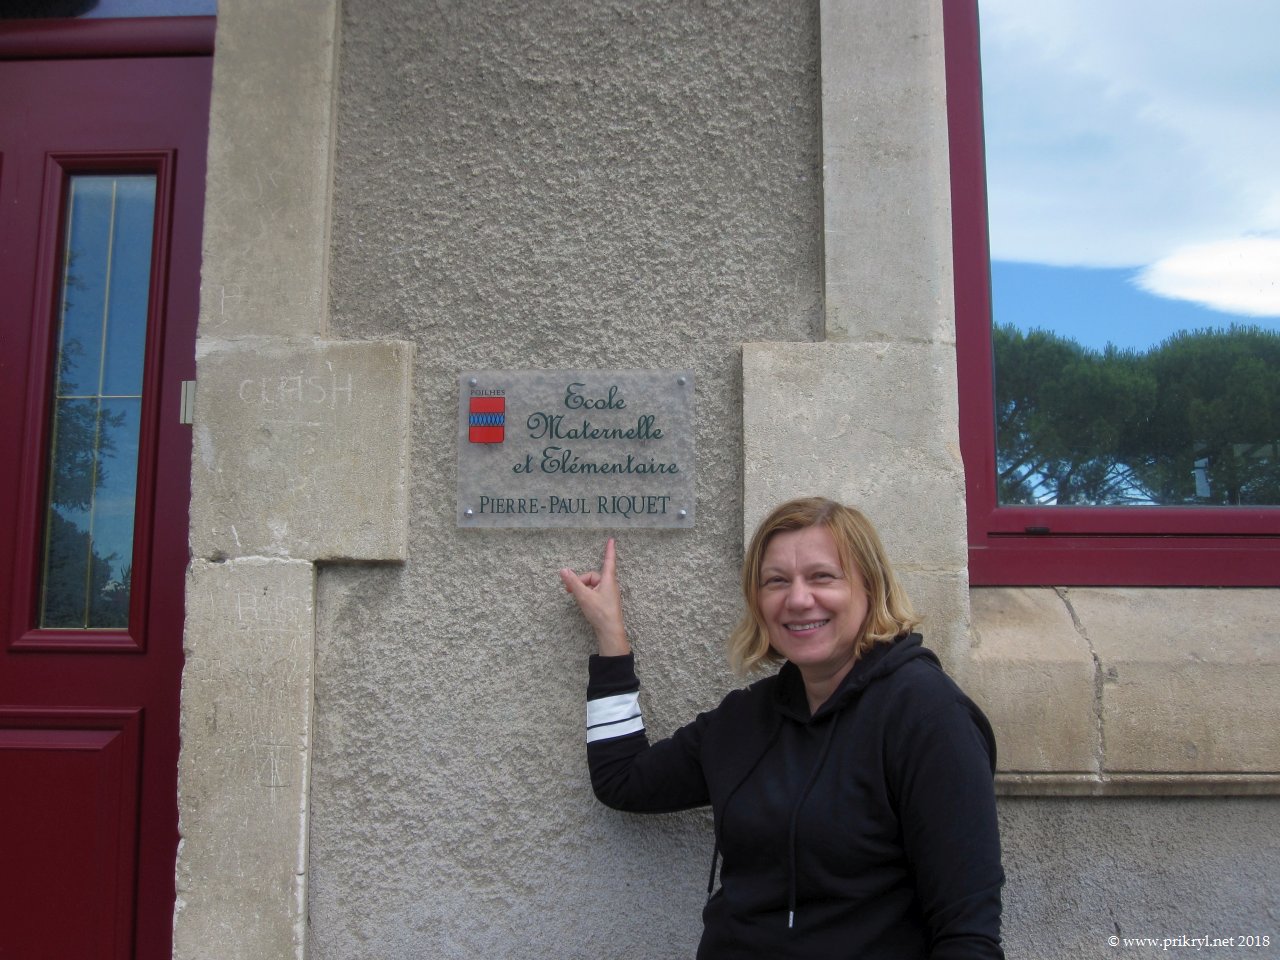 CLASH
POILHES
Ecole
Maternelle
et Elémentaire
PIERRE-PAUL RIQUET
© www.prikryl.net 2018